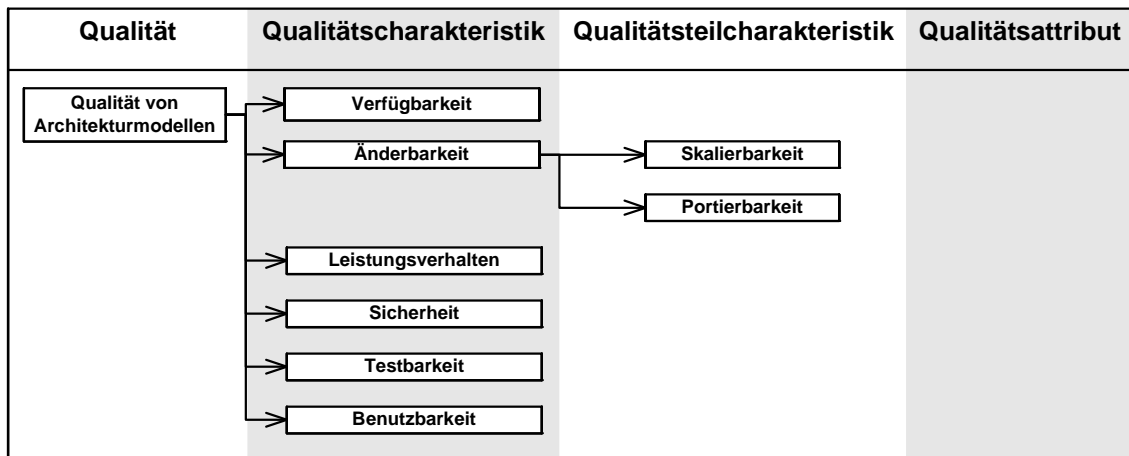 Qualität
Qualitätscharakteristik
Qualitätsteilcharakteristik
Qualitätsattribut
Qualität von
Architekturmodellen
Verfügbarkeit
Änderbarkeit
Skalierbarkeit
Portierbarkeit
Leistungsverhalten
Sicherheit
Testbarkeit
Benutzbarkeit